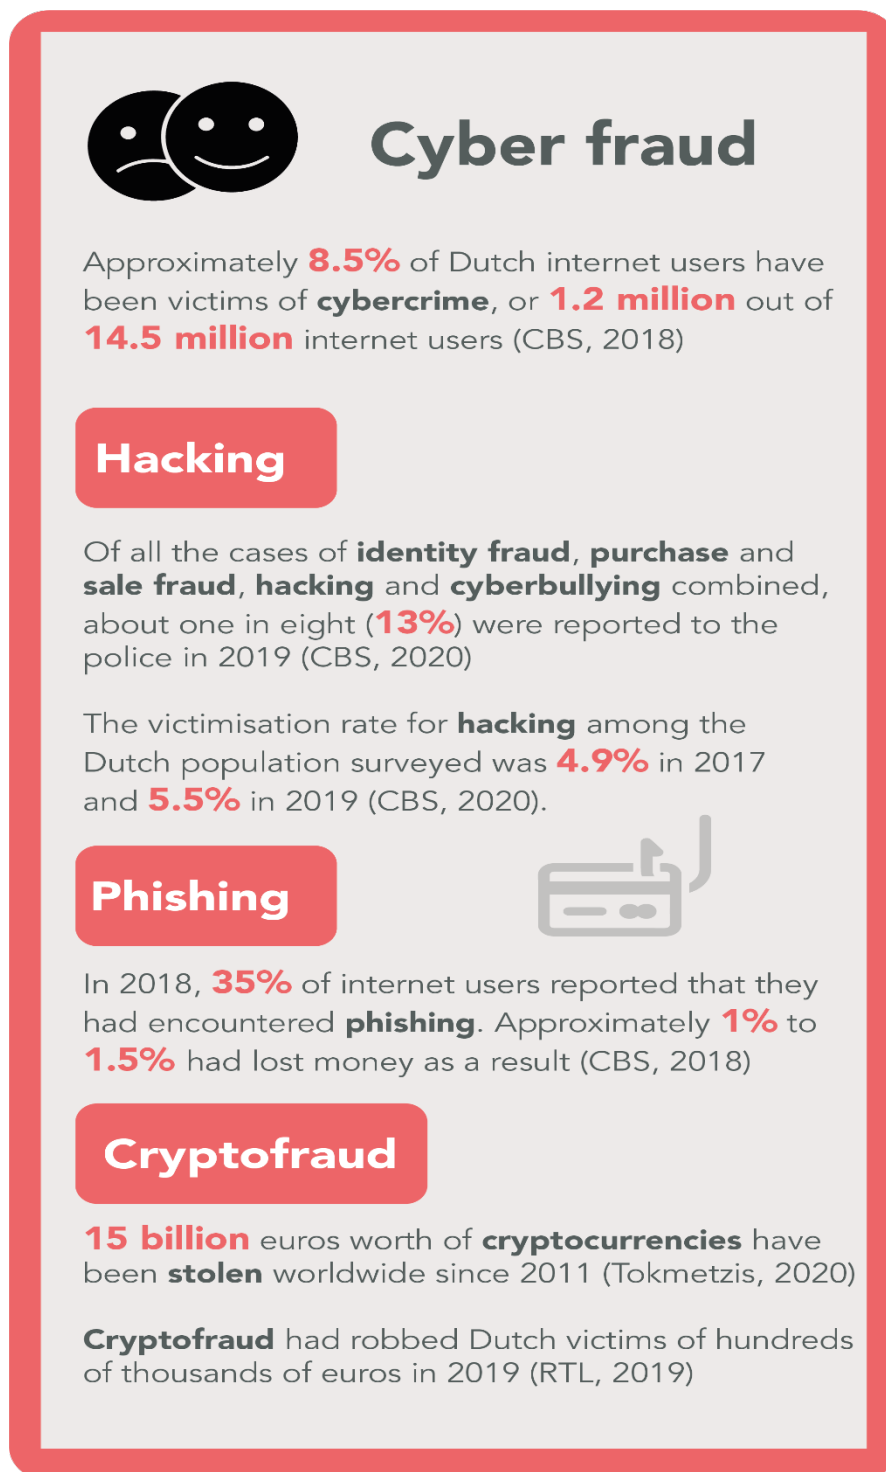 Cyber fraud
Approximately 8.5% of Dutch internet users have
been victims of cybercrime, or 1.2 million out of
14.5 million internet users (CBS, 2018)
Hacking
Of all the cases of identity fraud, purchase and
sale fraud, hacking and cyberbullying combined,
about one in eight (13%) were reported to the
police in 2019 (CBS, 2020)
The victimisation rate for hacking among the
Dutch population surveyed was 4.9% in 2017
and 5.5% in 2019 (CBS, 2020).
Phishing
In 2018, 35% of internet users reported that they
had encountered phishing. Approximately 1% to
1.5% had lost money as a result (CBS, 2018)
Cryptofraud
15 billion euros worth of cryptocurrencies have
been stolen worldwide since 2011 (Tokmetzis, 2020)
Cryptofraud had robbed Dutch victims of hundreds
of thousands of euros in 2019 (RTL, 2019)